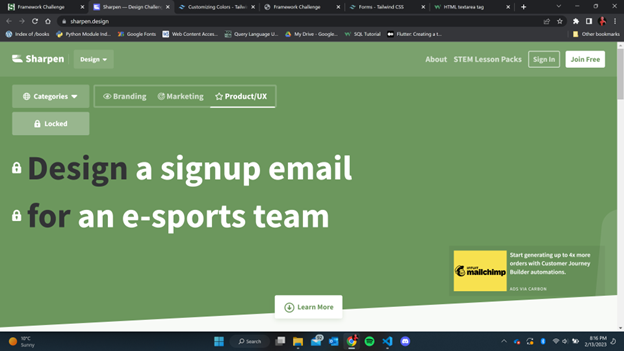 Framework Challenge
Sharpen — Design Challen
Customizing Colors - Tailwi
Framework Challenge
Forms - Tailwind CSS
HTML textarea tag
sharpen.design
Index of /books
Python Module Ind...
Google Fonts
Web Content Acces...
Query Language U...
My Drive - Google...
SQL Tutorial
Flutter: Creating a t...
Other bookmarks
Sharpen
Design
About
STEM Lesson Packs
Sign In
Join Free
Categories
Branding
Marketing
Product/UX
Locked
Design a signup email
for an e-sports team
mailchimp
Start generating up to 4x more
orders with Customer Journey
Builder automations.
ADS VIA CARBON
Learn More
18°C
Sunny
Search
8:16 PM
2/15/2023